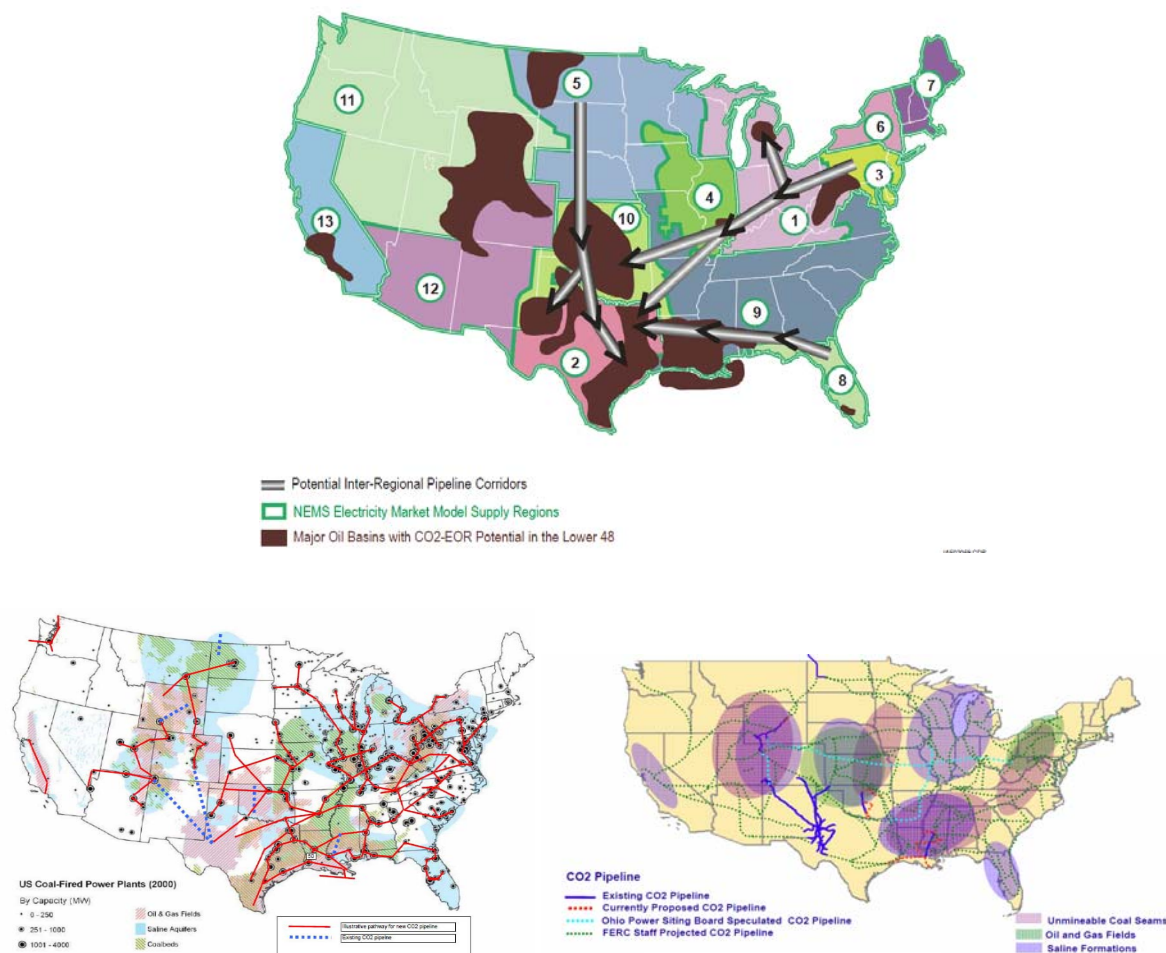 5
7
11
6
3
4
10
1
13
12
9
2
8
Potential Inter-Regional Pipeline Corridors
NEMS Electricity Market Model Supply Regions
Major Oil Basins with CO2-EOR Potential in the Lower 48
US Coal-Fired Power Plants (2000)
By Capacity (MW)
0 - 250
251 - 1000
1001 - 4000
Oil & Gas Fields
Saline Aquifers
Coalbeds
Illustrative pathway for new CO2 pipeline
Existing CO2 pipeline
CO2 Pipeline
Existing CO2 Pipeline
Currently Proposed CO2 Pipeline
Ohio Power Siting Board Speculated CO2 Pipeline
FERC Staff Projected CO2 Pipeline
Unmineable Coal Seams
Oil and Gas Fields
Saline Formations